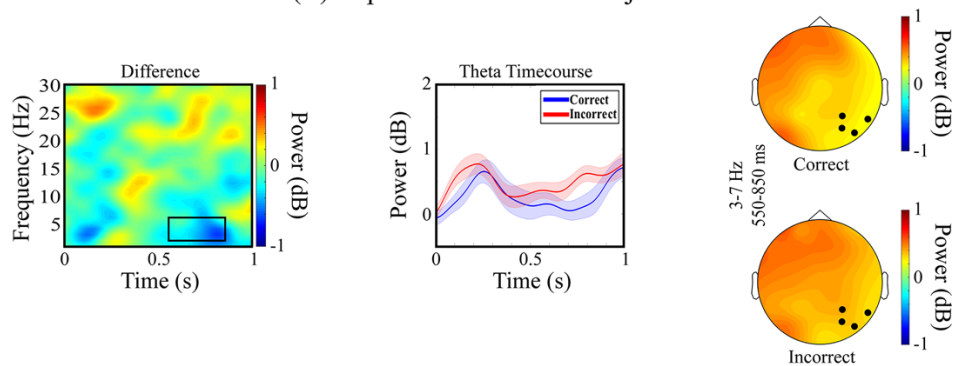 Difference
30
25
20
15
10
5
Frequency (Hz)
0
0.5
1
Time (s)
1
0
-1
Power (dB)
Theta Timecourse
Correct
Incorrect
2
1
0
Power (dB)
0
0.5
1
Time (s)
3-7 Hz
550-850 ms
Correct
1
0
-1
Power (dB)
Incorrect
1
0
-1
Power (dB)